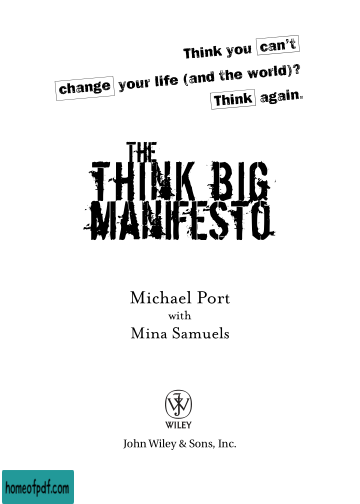 Think you can't
change your life (and the world)?
Think again.
THE
THINK BIG
MANIFESTO
Michael Port
with
Mina Samuels
WILEY
John Wiley & Sons, Inc.
homeofpdf.com